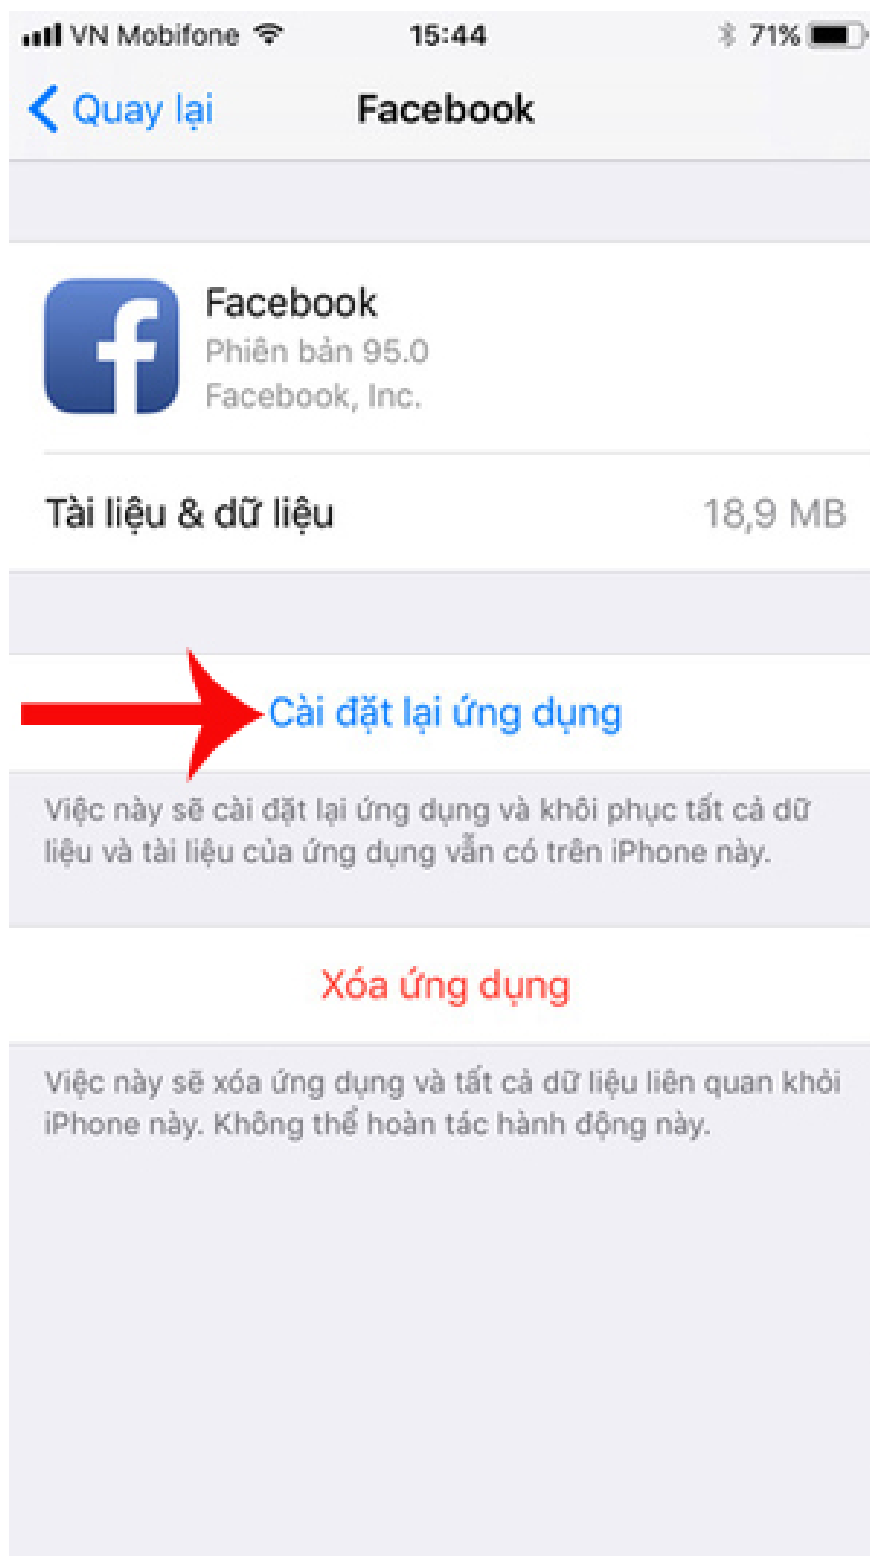 VN Mobifone 15:44 71%
Quay lại Facebook
Facebook
Phiên bản 95.0
Facebook, Inc.
Tài liệu & dữ liệu 18,9 MB
Cài đặt lại ứng dụng
Việc này sẽ cài đặt lại ứng dụng và khôi phục tất cả dữ
liệu và tài liệu của ứng dụng vẫn có trên iPhone này.
Xóa ứng dụng
Việc này sẽ xóa ứng dụng và tất cả dữ liệu liên quan khỏi
iPhone này. Không thể hoàn tác hành động này.